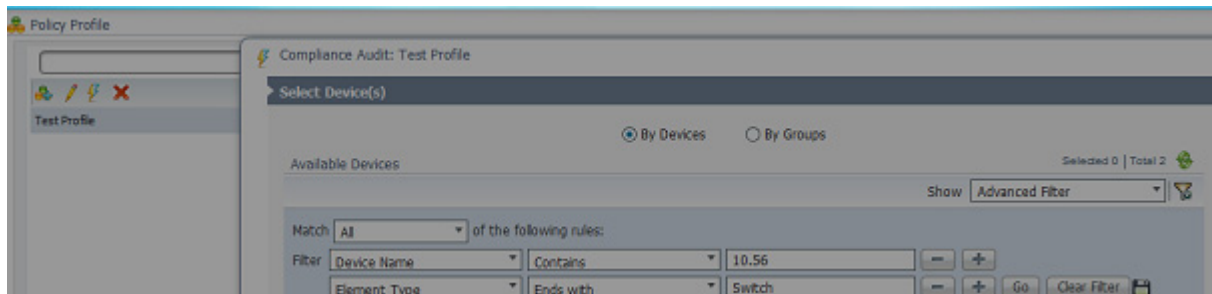 Policy Profile
Compliance Audit: Test Profile
Select Device(s)
Test Profile
By Devices By Groups
Available Devices Selected 0 | Total 2
Show Advanced Filter
Match All of the following rules:
Filter Device Name Contains 10.56
Element Type Ends with Switch Go Clear Filter